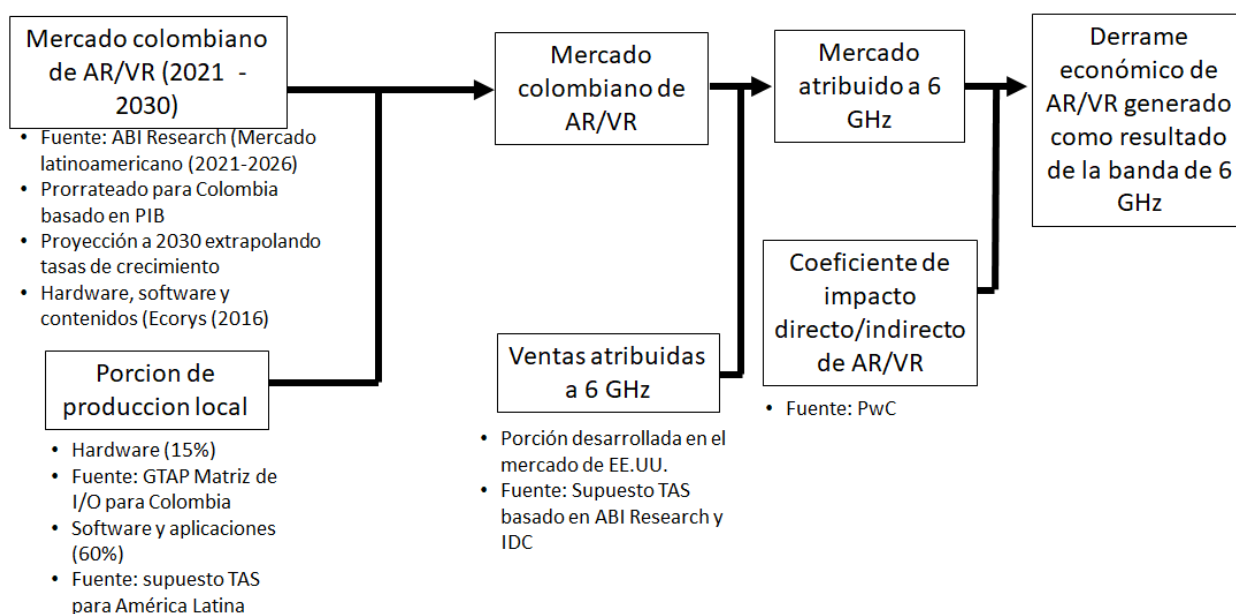 Mercado colombiano
de AR/VR (2021 -
2030)
• Fuente: ABI Research (Mercado
latinoamericano (2021-2026)
• Prorrateado para Colombia
basado en PIB
• Proyección a 2030 extrapolando
tasas de crecimiento
• Hardware, software y
contenidos (Ecorys (2016)
Porcion de
produccion local
• Hardware (15%)
• Fuente: GTAP Matriz de
I/O para Colombia
• Software y aplicaciones
(60%)
• Fuente: supuesto TAS
para América Latina
Mercado
colombiano de
AR/VR
Ventas atribuidas
a 6 GHz
• Porción desarrollada en el
mercado de EE.UU.
• Fuente: Supuesto TAS
basado en ABI Research y
IDC
Mercado
atribuido a 6
GHz
Coeficiente de
impacto
directo/indirecto
de AR/VR
• Fuente: PwC
Derrame
económico de
AR/VR generado
como resultado
de la banda de 6
GHz